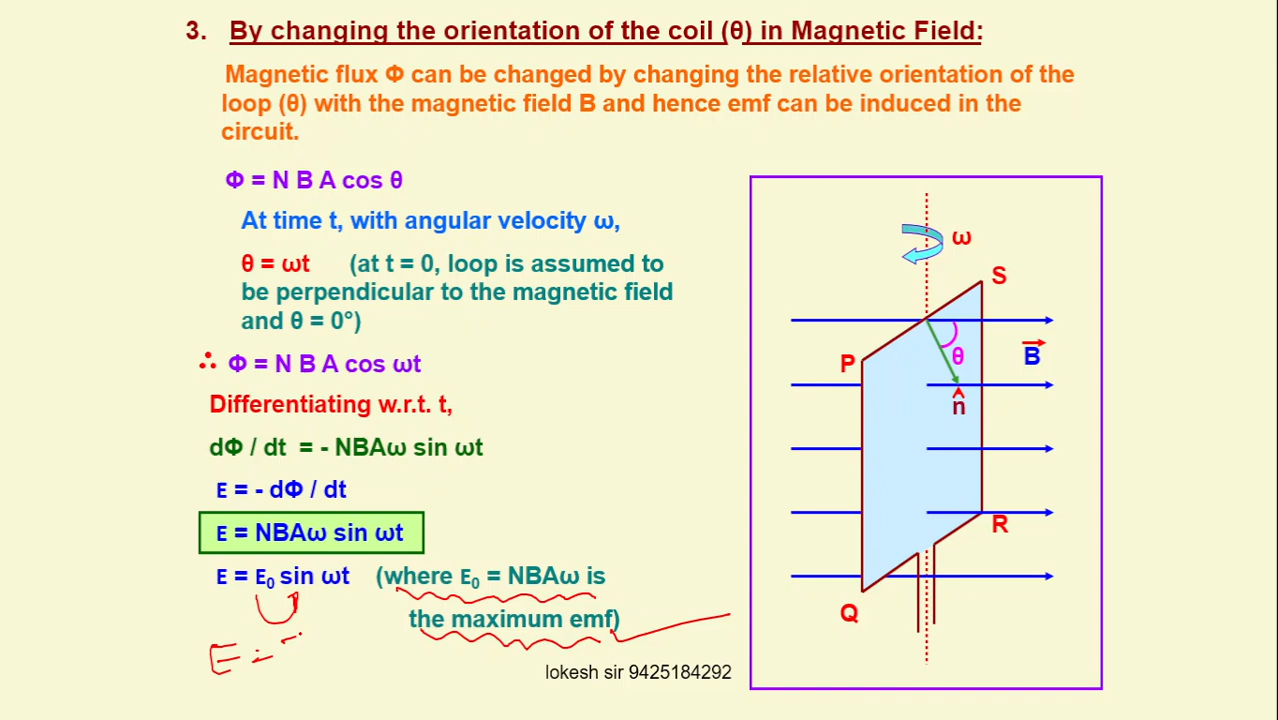 3. By changing the orientation of the coil (θ) in Magnetic Field:
Magnetic flux Φ can be changed by changing the relative orientation of the
loop (θ) with the magnetic field B and hence emf can be induced in the
circuit.
Φ = N B A cos θ
At time t, with angular velocity ω,
θ = ωt (at t = 0, loop is assumed to
be perpendicular to the magnetic field
and θ = 0°)
∴ Φ = N B A cos ωt
Differentiating w.r.t. t,
dΦ / dt = - NBAω sin ωt
E = - dΦ / dt
E = NBAω sin ωt
E = E₀ sin ωt (where E₀ = NBAω is
the maximum emf)
E =
lokesh sir 9425184292
ω
S
P
θ
B⃗
n̂
R
Q